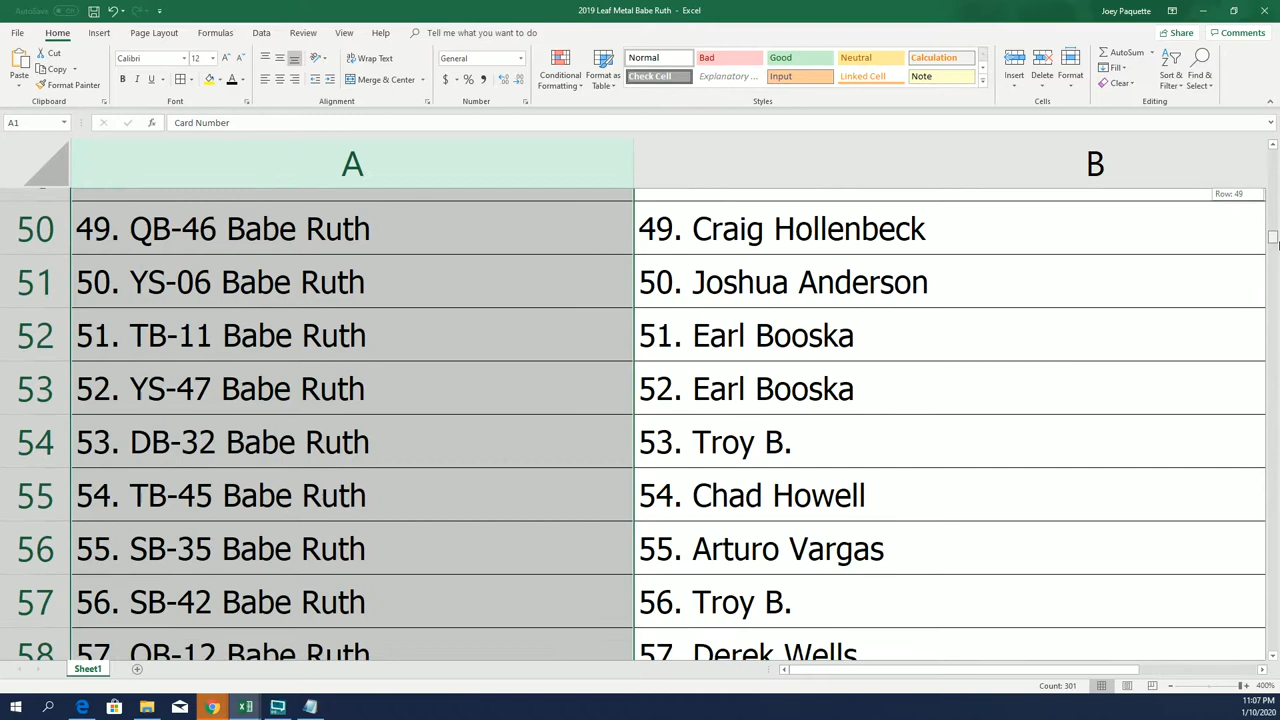 AutoSave
2019 Leaf Metal Babe Ruth - Excel
Joey Paquette
File Home Insert Page Layout Formulas Data Review View Help Tell me what you want to do
Share Comments
Paste
Cut
Copy
Format Painter
Clipboard
Calibri 12
B I U
Font
Wrap Text
Merge & Center
Alignment
General
$ % ,
Number
Conditional Formatting
Format as Table
Normal Bad Good Neutral Calculation
Check Cell Explanatory ... Input Linked Cell Note
Styles
Insert Delete Format
Cells
AutoSum
Fill
Clear
Sort & Filter
Find & Select
Editing
A1 fx Card Number
A B
Row: 49
50 49. QB-46 Babe Ruth 49. Craig Hollenbeck
51 50. YS-06 Babe Ruth 50. Joshua Anderson
52 51. TB-11 Babe Ruth 51. Earl Booska
53 52. YS-47 Babe Ruth 52. Earl Booska
54 53. DB-32 Babe Ruth 53. Troy B.
55 54. TB-45 Babe Ruth 54. Chad Howell
56 55. SB-35 Babe Ruth 55. Arturo Vargas
57 56. SB-42 Babe Ruth 56. Troy B.
58 57. QB-12 Babe Ruth 57. Derek Wells
Sheet1
Count: 301 400%
11:07 PM
1/10/2020